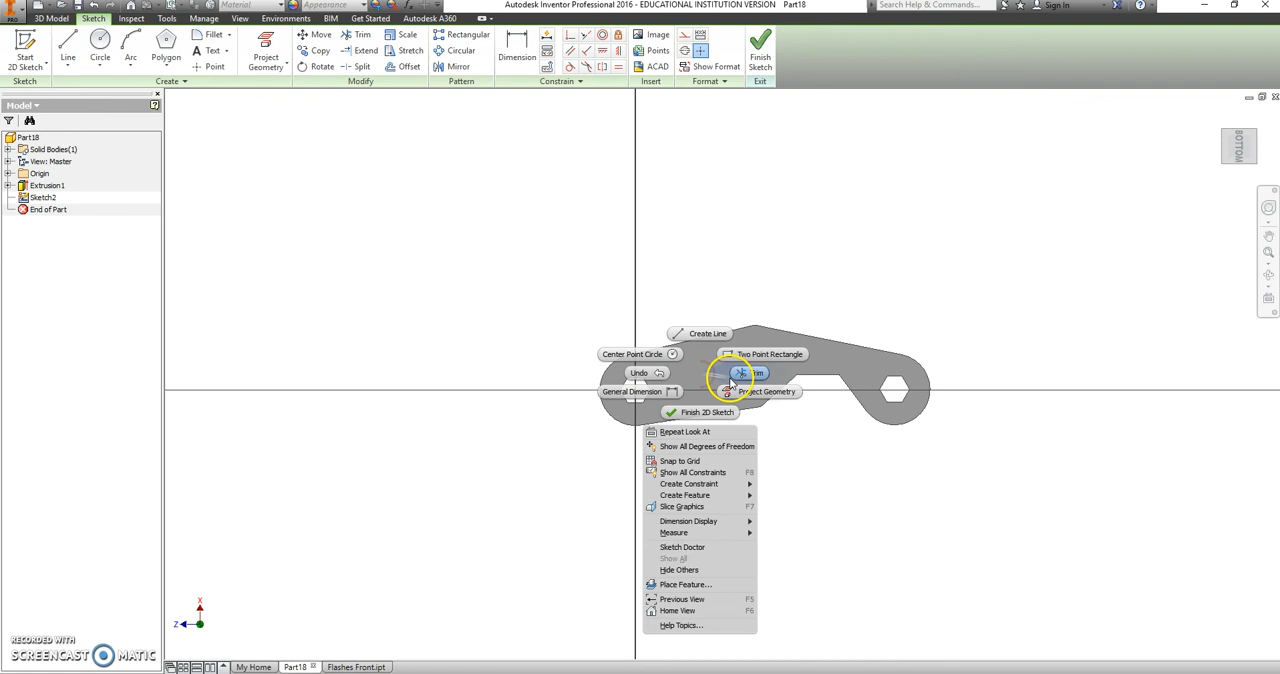 Material
Appearance
Autodesk Inventor Professional 2016 - EDUCATIONAL INSTITUTION VERSION Part18
Search Help & Commands...
Sign In
PRO
3D Model Sketch Inspect Tools Manage View Environments BIM Get Started Autodesk A360
Start
2D Sketch
Line
Circle
Arc
Polygon
Fillet
Text
Point
Project
Geometry
Move
Copy
Rotate
Trim
Extend
Split
Scale
Stretch
Offset
Rectangular
Circular
Mirror
Dimension
Image
Points
ACAD
Show Format
Finish
Sketch
Sketch
Create
Modify
Pattern
Constrain
Insert
Format
Exit
Model
Part18
Solid Bodies(1)
View: Master
Origin
Extrusion1
Sketch2
End of Part
BOTTOM
Create Line
Center Point Circle
Two Point Rectangle
Undo
Trim
General Dimension
Project Geometry
Finish 2D Sketch
Repeat Look At
Show All Degrees of Freedom
Snap to Grid
Show All Constraints F8
Create Constraint
Create Feature
Slice Graphics F7
Dimension Display
Measure
Sketch Doctor
Show All
Hide Others
Place Feature...
Previous View F5
Home View F6
Help Topics...
X
Z
RECORDED WITH
SCREENCAST MATIC
My Home
Part18
Flashes Front.ipt